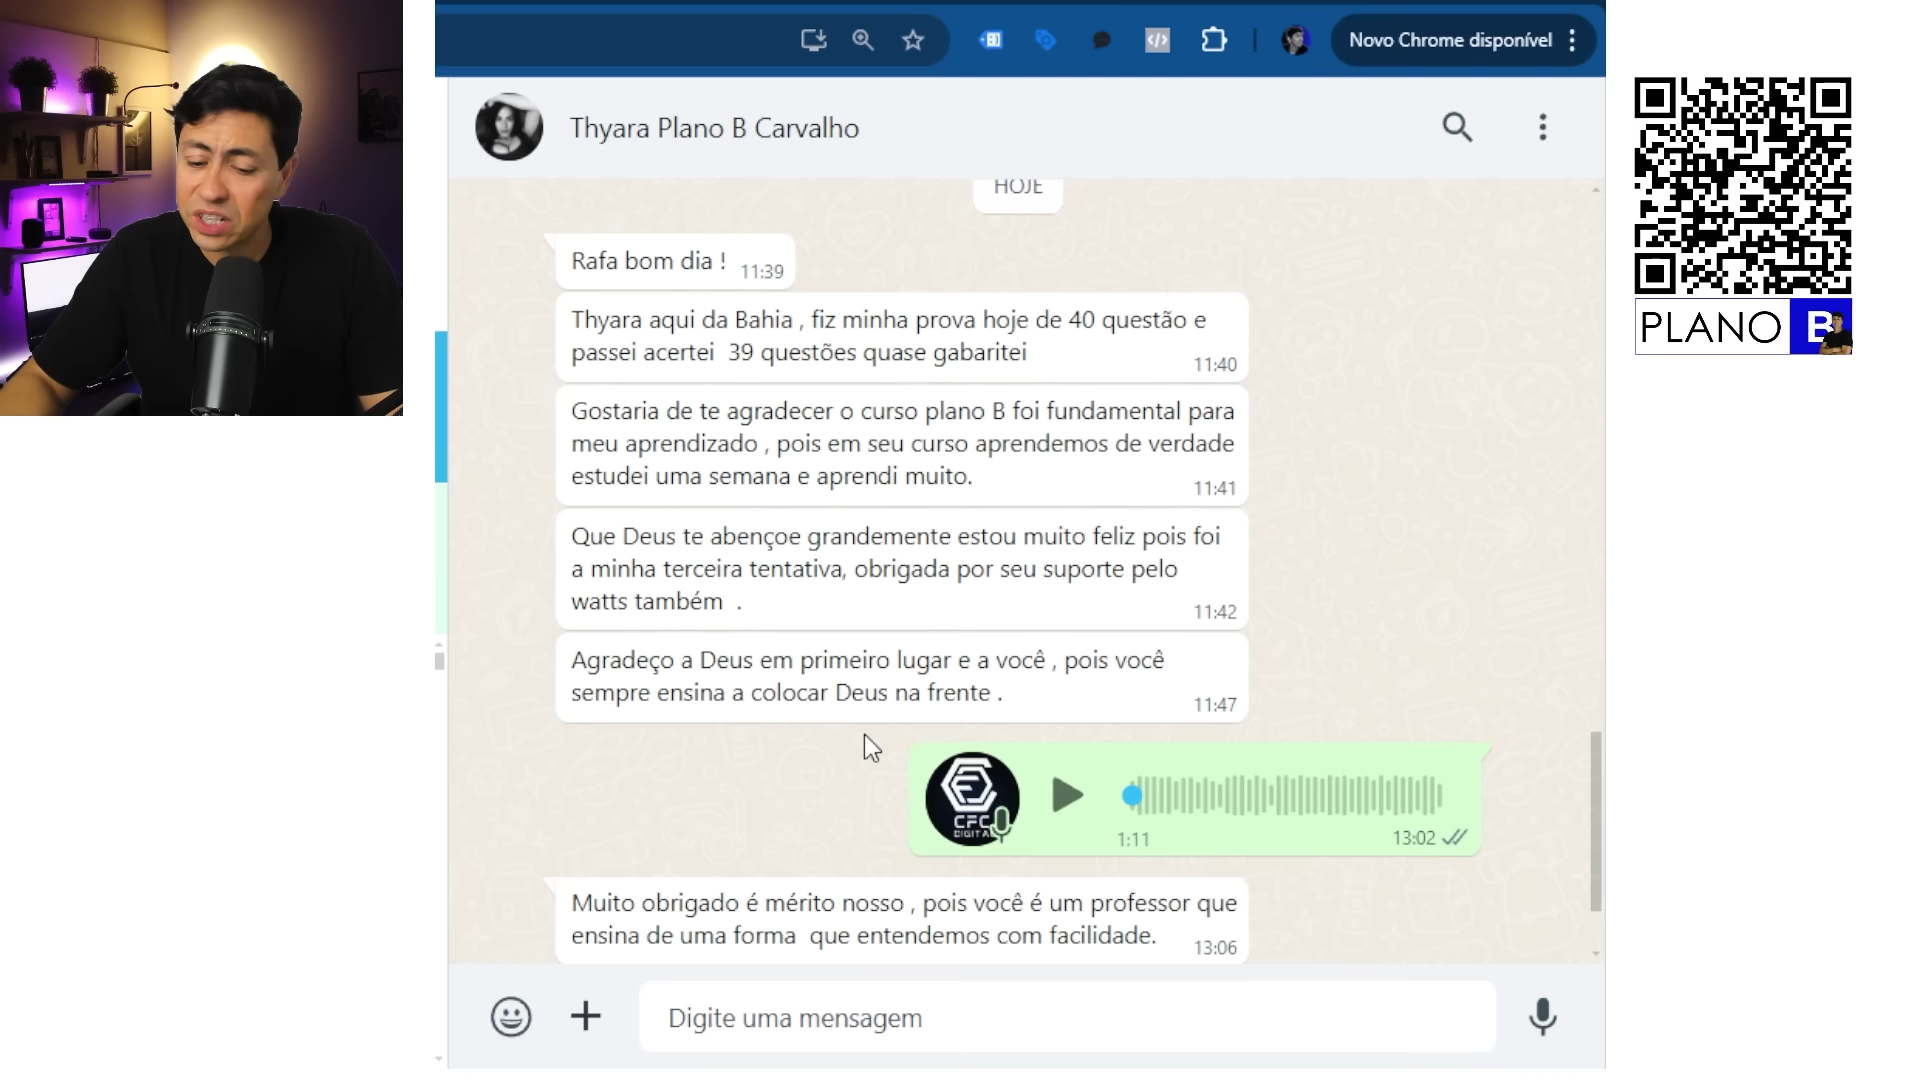 Novo Chrome disponível
Thyara Plano B Carvalho
HOJE
Rafa bom dia !
11:39
Thyara aqui da Bahia , fiz minha prova hoje de 40 questão e
passei acertei  39 questões quase gabaritei
11:40
Gostaria de te agradecer o curso plano B foi fundamental para
meu aprendizado , pois em seu curso aprendemos de verdade
estudei uma semana e aprendi muito.
11:41
Que Deus te abençoe grandemente estou muito feliz pois foi
a minha terceira tentativa, obrigada por seu suporte pelo
watts também  .
11:42
Agradeço a Deus em primeiro lugar e a você , pois você
sempre ensina a colocar Deus na frente .
11:47
CFC
DIGITAL
1:11
13:02
Muito obrigado é mérito nosso , pois você é um professor que
ensina de uma forma  que entendemos com facilidade.
13:06
Digite uma mensagem
PLANO B